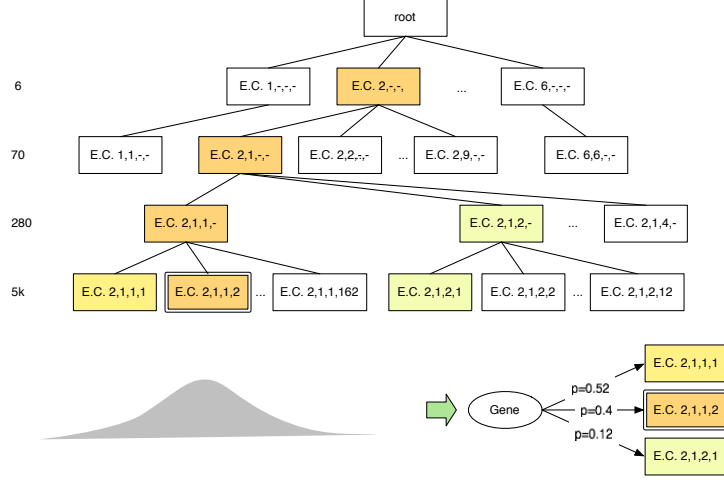 root
6
E.C. 1,-,-,-
E.C. 2,-,-,
...
E.C. 6,-,-,-
70
E.C. 1,1,-,-
E.C. 2,1,-,-
E.C. 2,2,-,-
...
E.C. 2,9,-,-
E.C. 6,6,-,-
280
E.C. 2,1,1,-
E.C. 2,1,2,-
...
E.C. 2,1,4,-
5k
E.C. 2,1,1,1
E.C. 2,1,1,2
...
E.C. 2,1,1,162
E.C. 2,1,2,1
E.C. 2,1,2,2
...
E.C. 2,1,2,12
E.C. 2,1,1,1
p=0.52
Gene
p=0.4
E.C. 2,1,1,2
p=0.12
E.C. 2,1,2,1